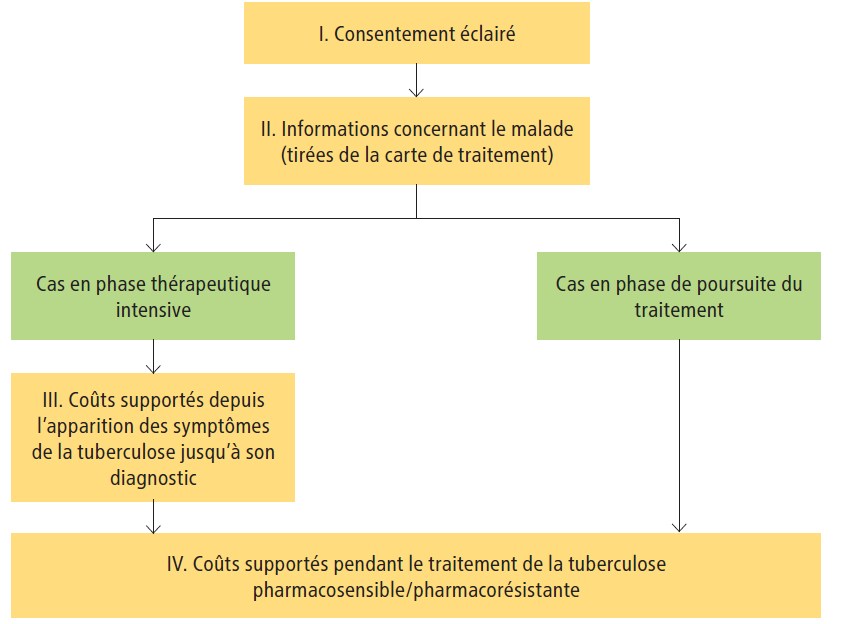 I. Consentement éclairé
II. Informations concernant le malade
(tirées de la carte de traitement)
Cas en phase thérapeutique
intensive
Cas en phase de poursuite du
traitement
III. Coûts supportés depuis
l’apparition des symptômes
de la tuberculose jusqu’à son
diagnostic
IV. Coûts supportés pendant le traitement de la tuberculose
pharmacosensible/pharmacorésistante